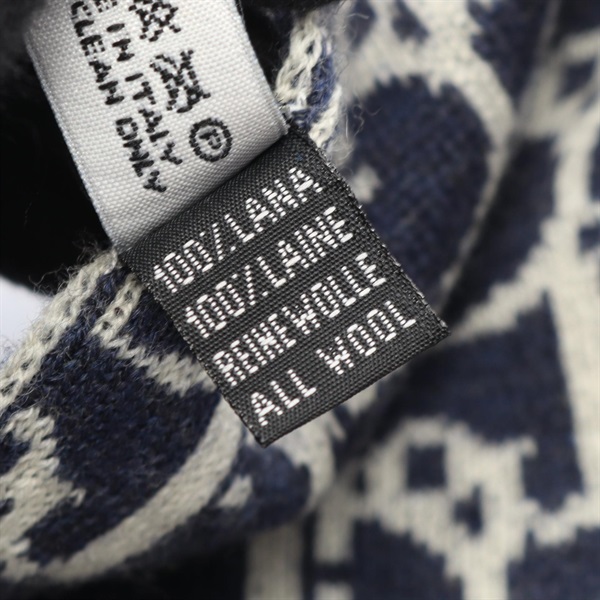 E IN ITALY
CLEAN ONLY
P
100% LANA
100% LAINE
REINE WOLLE
ALL WOOL